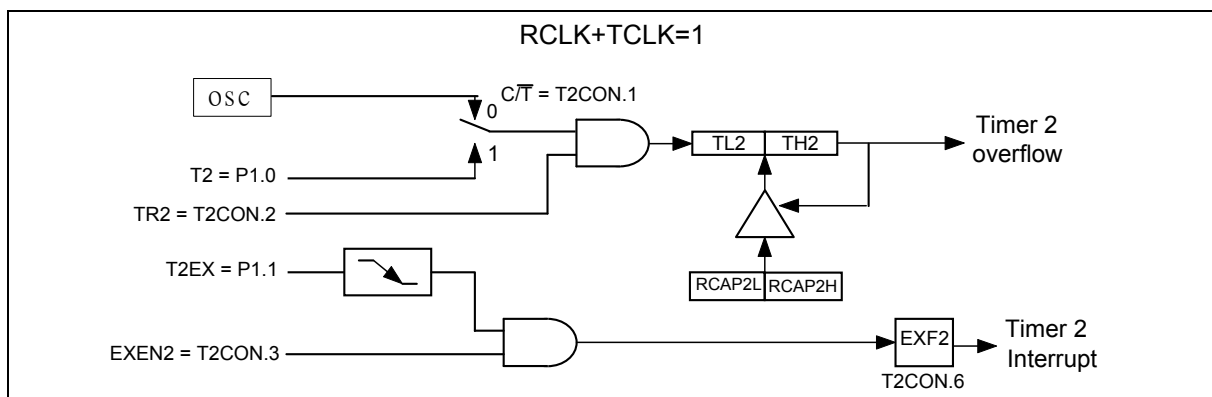 RCLK+TCLK=1
OSC
C/T̅ = T2CON.1
0
1
T2 = P1.0
TR2 = T2CON.2
TL2 TH2
Timer 2
overflow
T2EX = P1.1
RCAP2L RCAP2H
EXEN2 = T2CON.3
EXF2
T2CON.6
Timer 2
Interrupt